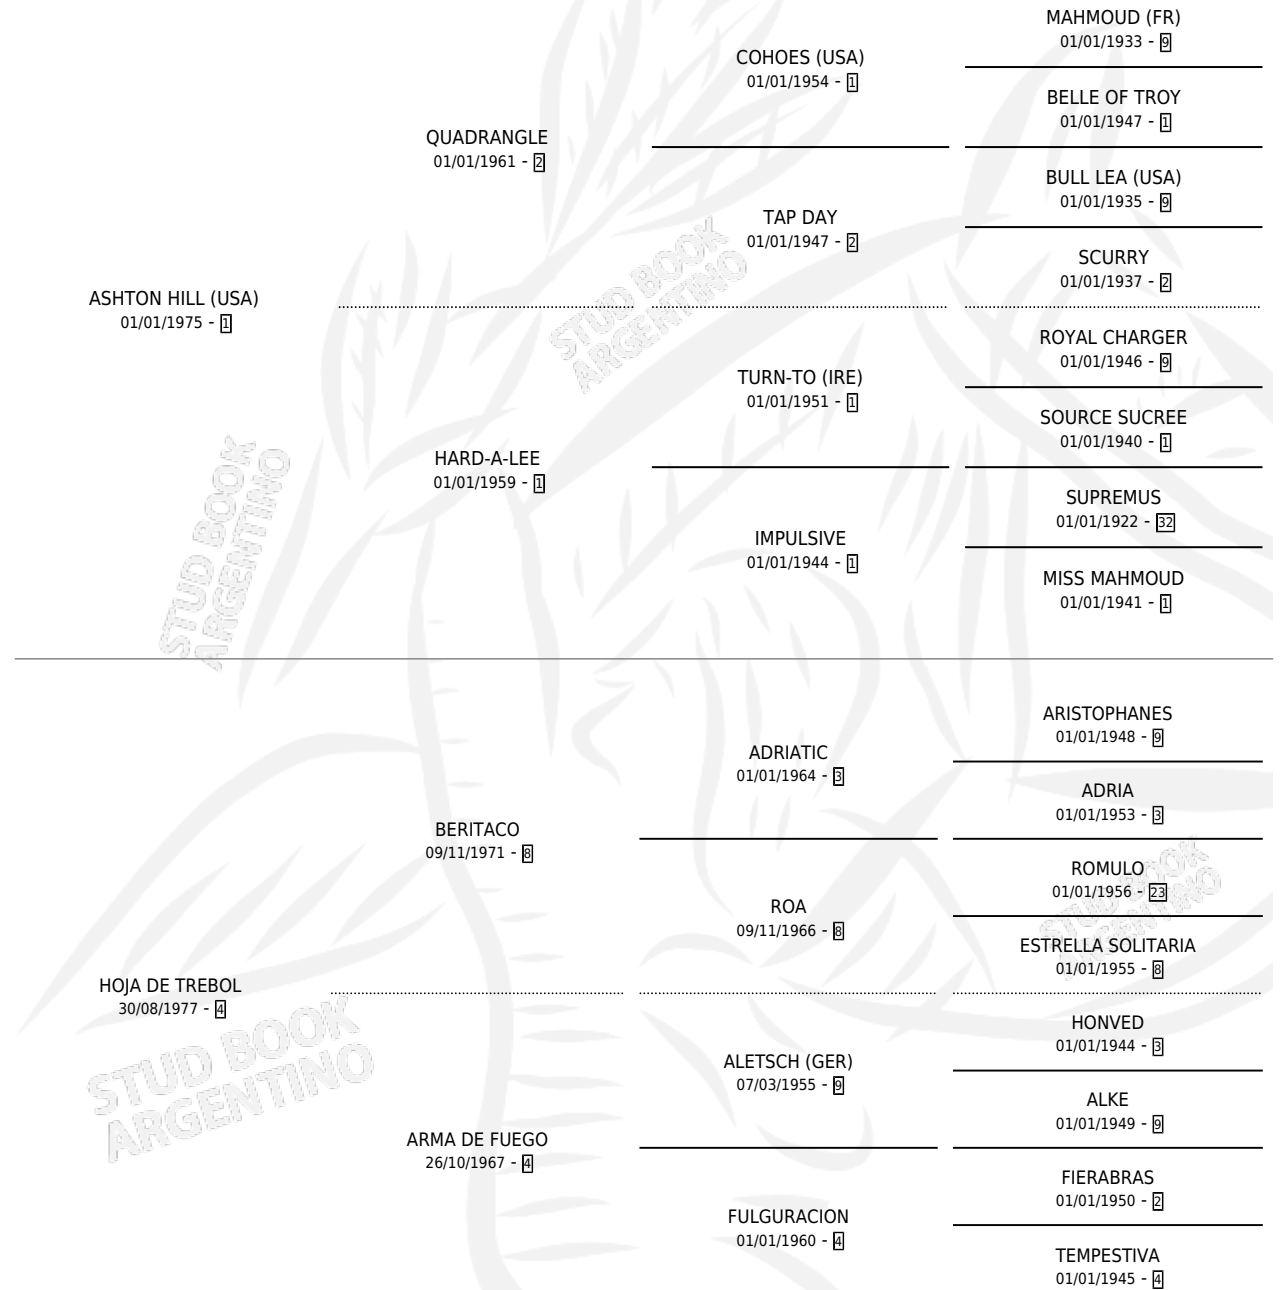 MAHMOUD (FR)
01/01/1933 - 9
COHOES (USA)
01/01/1954 - 1
BELLE OF TROY
01/01/1947 - 1
QUADRANGLE
01/01/1961 - 2
BULL LEA (USA)
01/01/1935 - 9
TAP DAY
01/01/1947 - 2
SCURRY
01/01/1937 - 2
ASHTON HILL (USA)
01/01/1975 - 1
ROYAL CHARGER
01/01/1946 - 9
TURN-TO (IRE)
01/01/1951 - 1
SOURCE SUCREE
01/01/1940 - 1
HARD-A-LEE
01/01/1959 - 1
SUPREMUS
01/01/1922 - 32
IMPULSIVE
01/01/1944 - 1
MISS MAHMOUD
01/01/1941 - 1
ARISTOPHANES
01/01/1948 - 9
ADRIATIC
01/01/1964 - 3
ADRIA
01/01/1953 - 3
BERITACO
09/11/1971 - 8
ROMULO
01/01/1956 - 23
ROA
09/11/1966 - 8
ESTRELLA SOLITARIA
01/01/1955 - 8
HOJA DE TREBOL
30/08/1977 - 4
HONVED
01/01/1944 - 3
ALETSCH (GER)
07/03/1955 - 9
ALKE
01/01/1949 - 9
ARMA DE FUEGO
26/10/1967 - 4
FIERABRAS
01/01/1950 - 2
FULGURACION
01/01/1960 - 4
TEMPESTIVA
01/01/1945 - 4
STUD BOOK
ARGENTINO
STUD BOOK
ARGENTINO
STUD BOOK
ARGENTINO
STUD BOOK
ARGENTINO